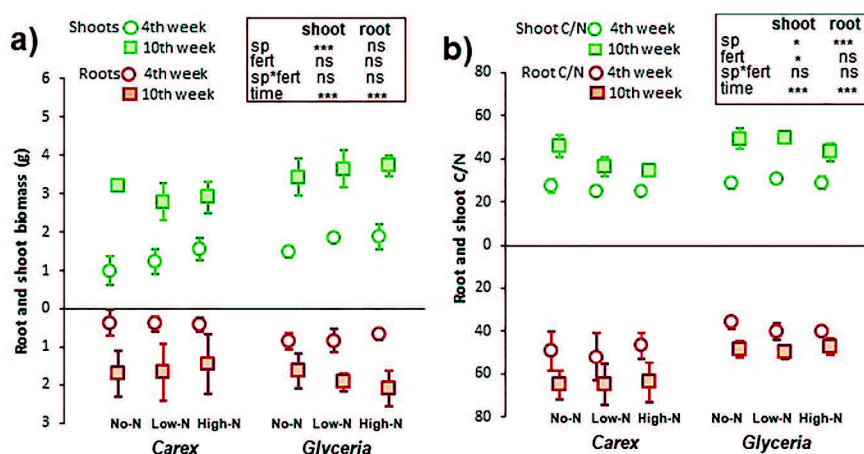 a)
Shoots 4th week
10th week
Roots 4th week
10th week
shoot root
sp *** ns
fert ns ns
sp*fert ns ns
time *** ***
Root and shoot biomass (g)
6
5
4
3
2
1
0
1
2
3
No-N Low-N High-N No-N Low-N High-N
Carex Glyceria
b)
Shoot C/N 4th week
10th week
Root C/N 4th week
10th week
shoot root
sp * ***
fert * ns
sp*fert ns ns
time *** ***
Root and shoot C/N
80
60
40
20
0
20
40
60
80
No-N Low-N High-N No-N Low-N High-N
Carex Glyceria